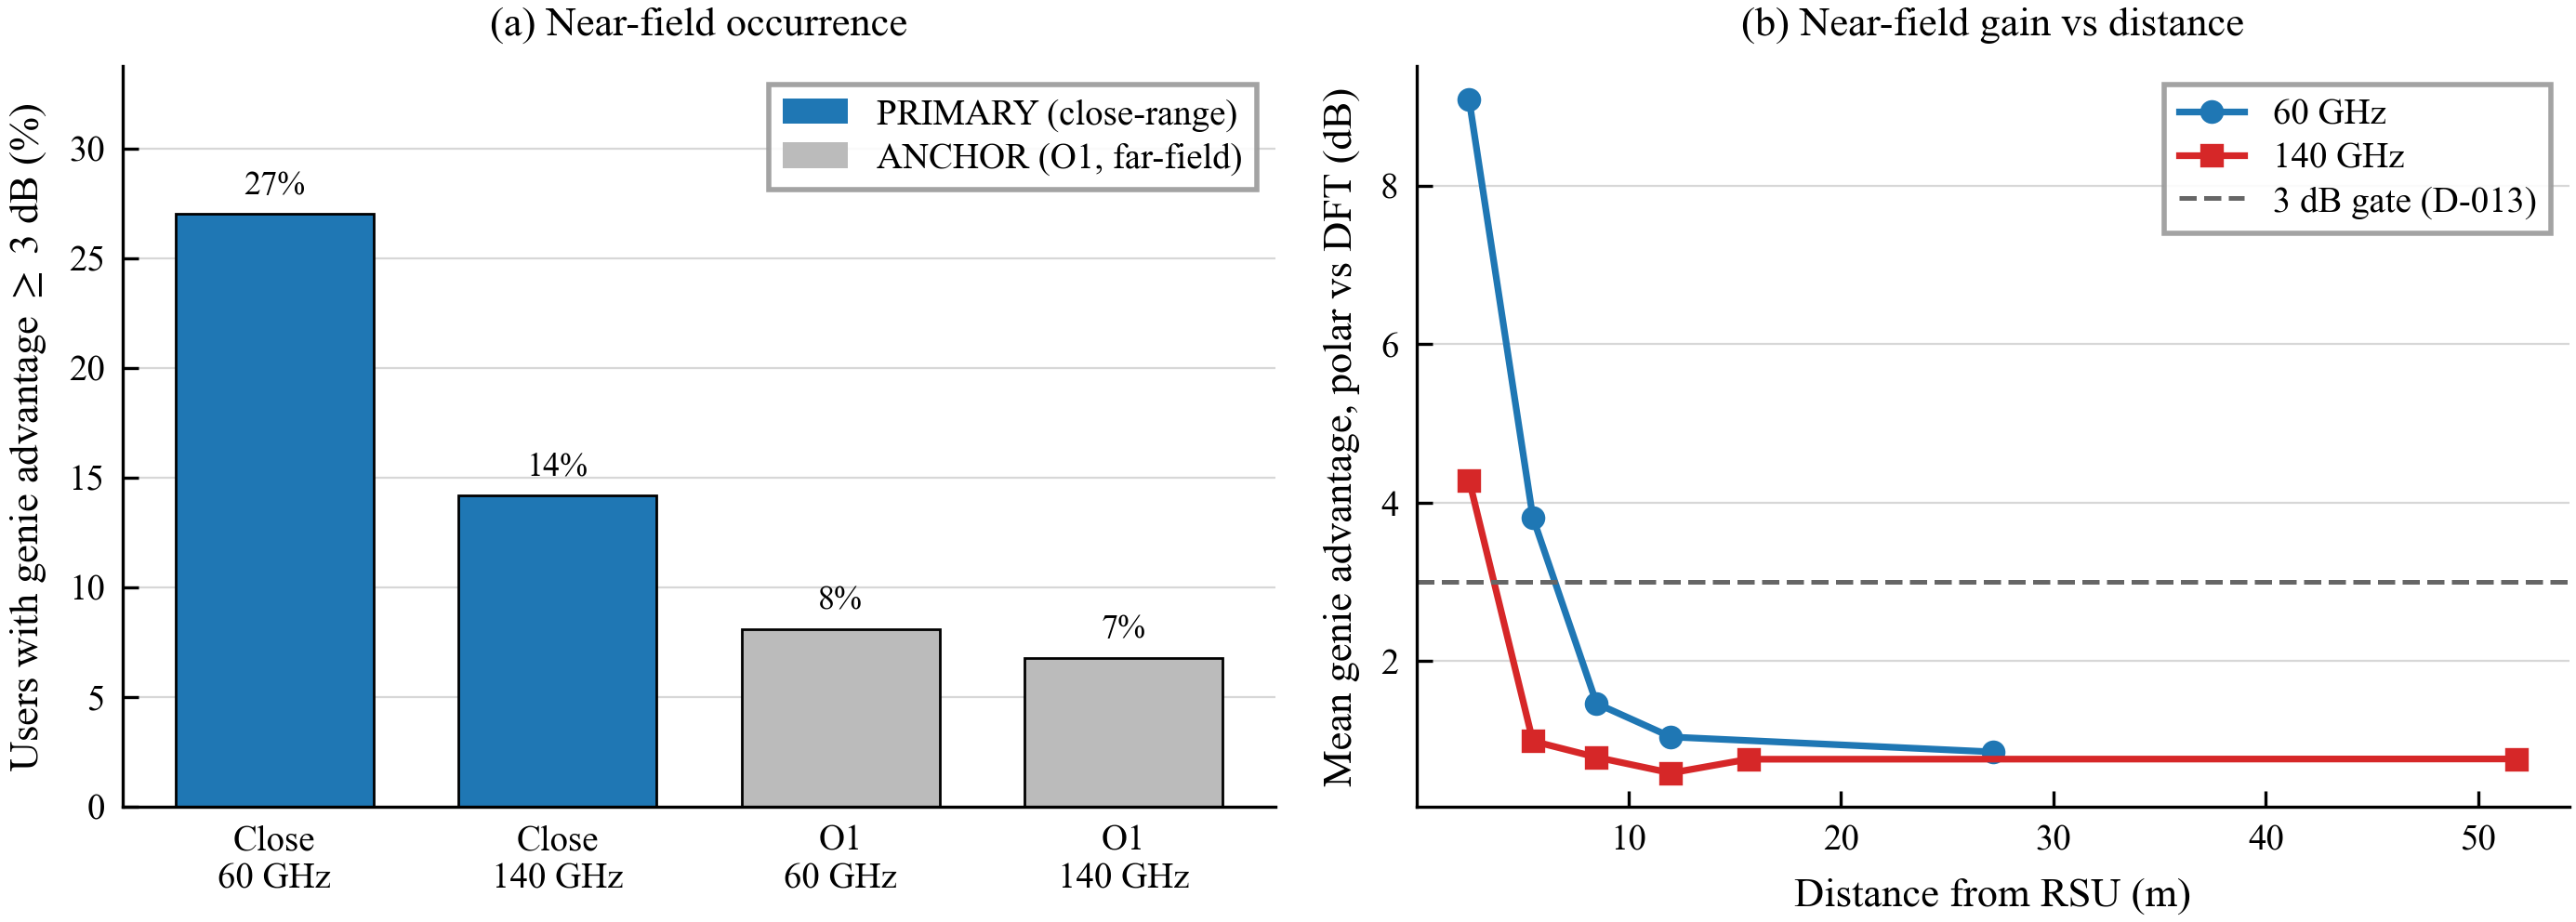 (a) Near-field occurrence
Users with genie advantage ≥ 3 dB (%)
30
25
20
15
10
5
0
PRIMARY (close-range)
ANCHOR (O1, far-field)
27%
14%
8%
7%
Close
60 GHz
Close
140 GHz
O1
60 GHz
O1
140 GHz
(b) Near-field gain vs distance
Mean genie advantage, polar vs DFT (dB)
8
6
4
2
60 GHz
140 GHz
3 dB gate (D-013)
10
20
30
40
50
Distance from RSU (m)